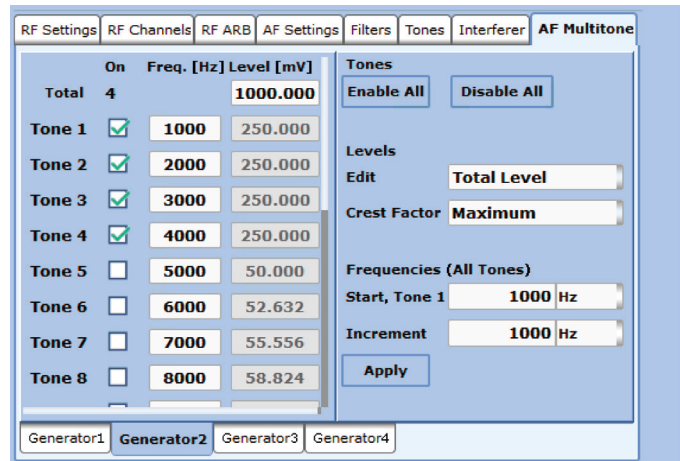 RF Settings RF Channels RF ARB AF Settings Filters Tones Interferer AF Multitone
On Freq. [Hz] Level [mV]
Total 4 1000.000
Tone 1 1000 250.000
Tone 2 2000 250.000
Tone 3 3000 250.000
Tone 4 4000 250.000
Tone 5 5000 50.000
Tone 6 6000 52.632
Tone 7 7000 55.556
Tone 8 8000 58.824
Tones
Enable All Disable All
Levels
Edit Total Level
Crest Factor Maximum
Frequencies (All Tones)
Start, Tone 1 1000 Hz
Increment 1000 Hz
Apply
Generator1 Generator2 Generator3 Generator4